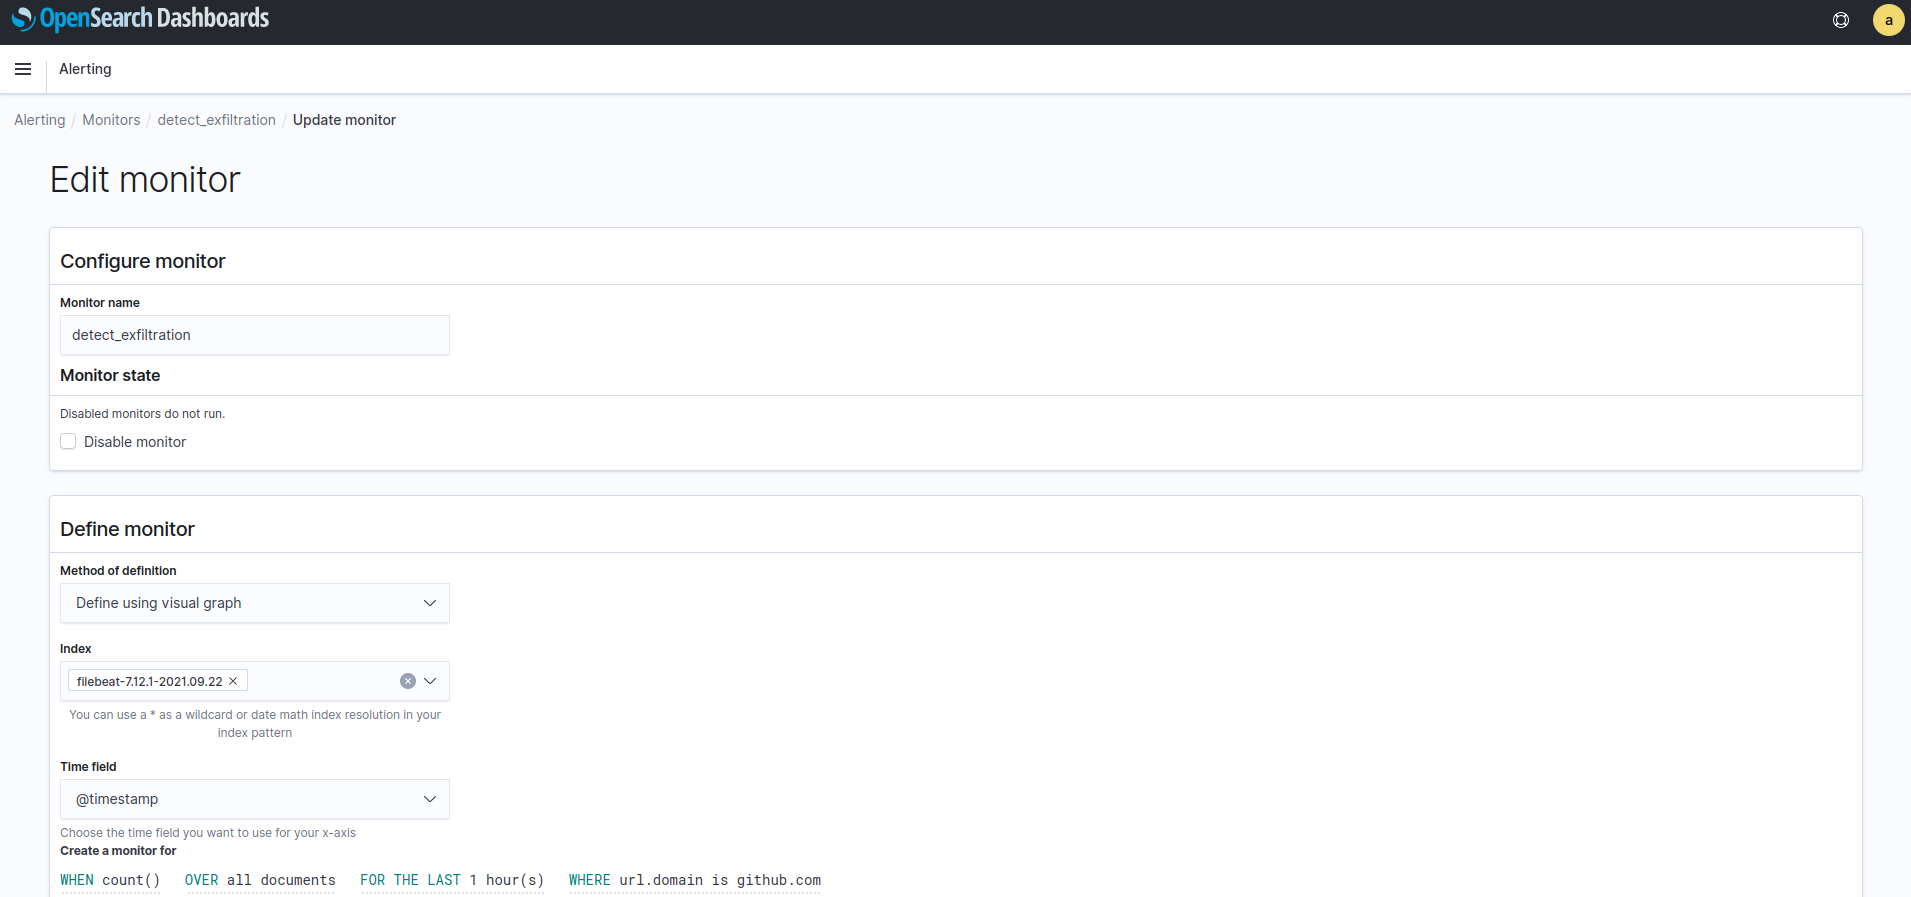 OpenSearch Dashboards
a
Alerting
Alerting / Monitors / detect_exfiltration / Update monitor
Edit monitor
Configure monitor
Monitor name
detect_exfiltration
Monitor state
Disabled monitors do not run.
Disable monitor
Define monitor
Method of definition
Define using visual graph
Index
filebeat-7.12.1-2021.09.22
You can use a * as a wildcard or date math index resolution in your
index pattern
Time field
@timestamp
Choose the time field you want to use for your x-axis
Create a monitor for
WHEN count() OVER all documents FOR THE LAST 1 hour(s) WHERE url.domain is github.com